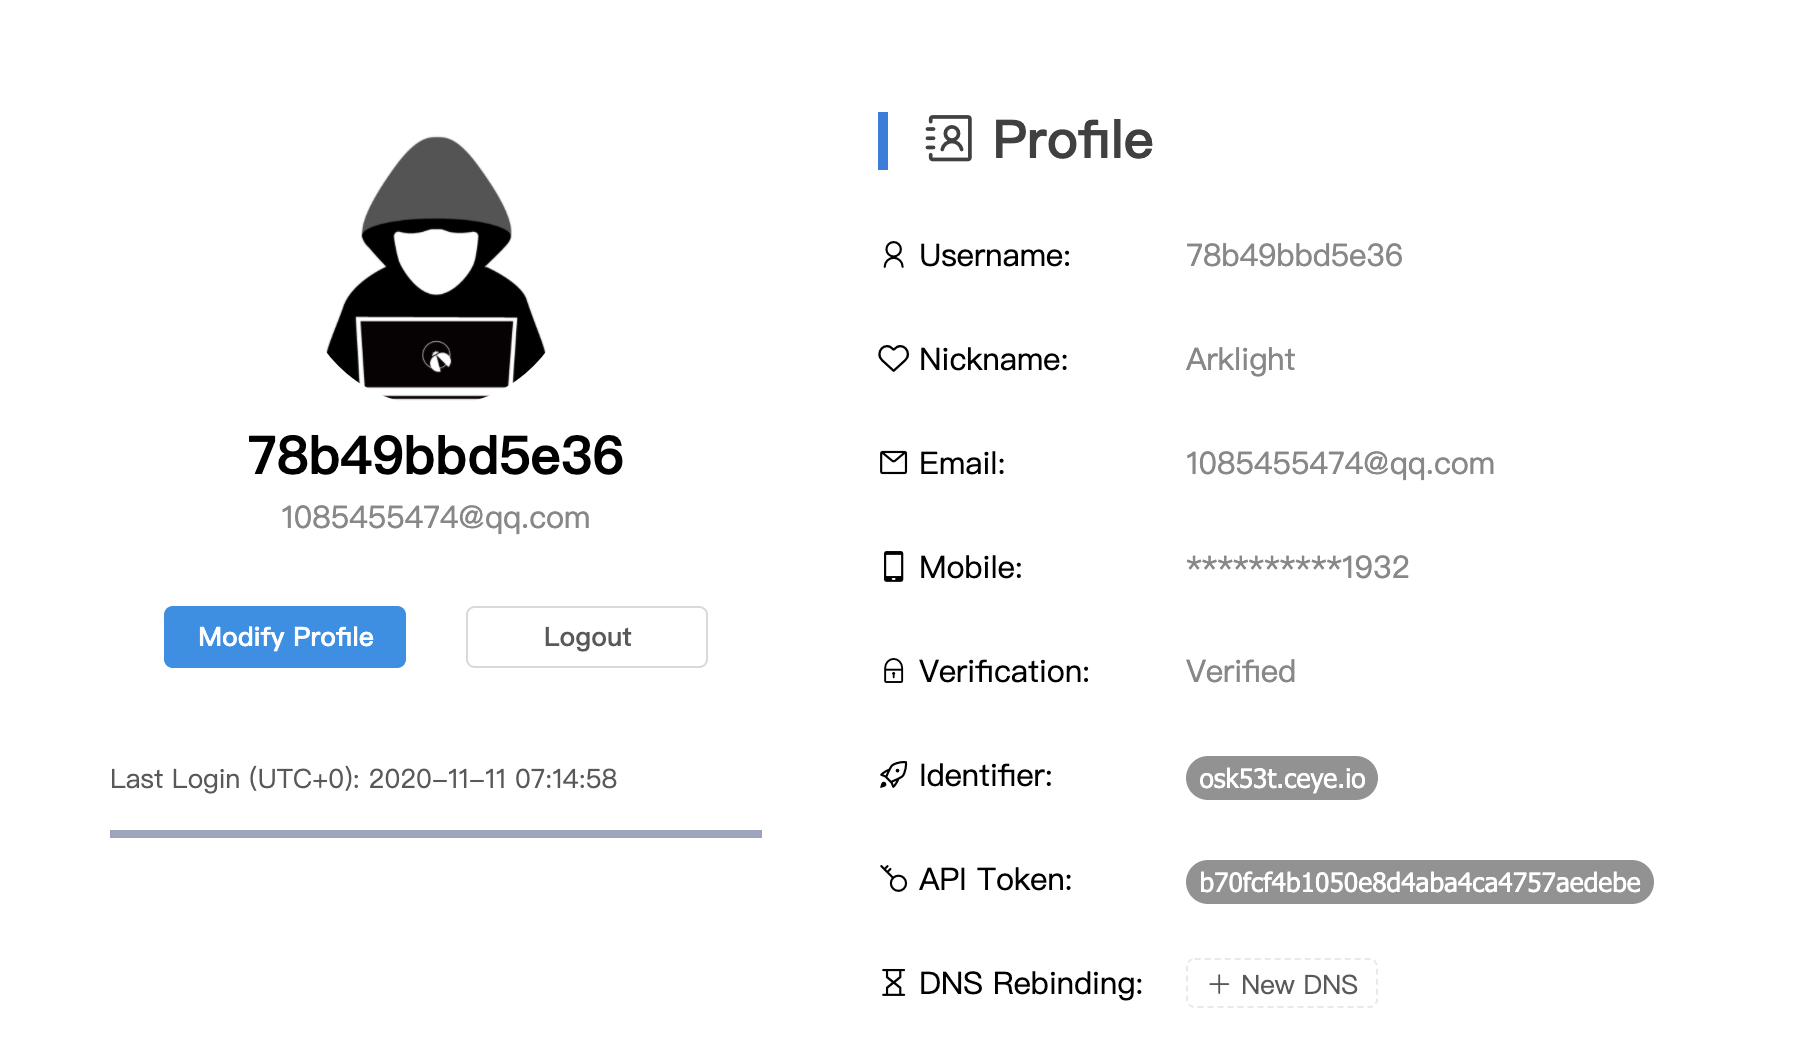 78b49bbd5e36
1085455474@qq.com
Modify Profile
Logout
Last Login (UTC+0): 2020-11-11 07:14:58
Profile
Username: 78b49bbd5e36
Nickname: Arklight
Email: 1085455474@qq.com
Mobile: **********1932
Verification: Verified
Identifier: osk53t.ceye.io
API Token: b70fcf4b1050e8d4aba4ca4757aedebe
DNS Rebinding: + New DNS